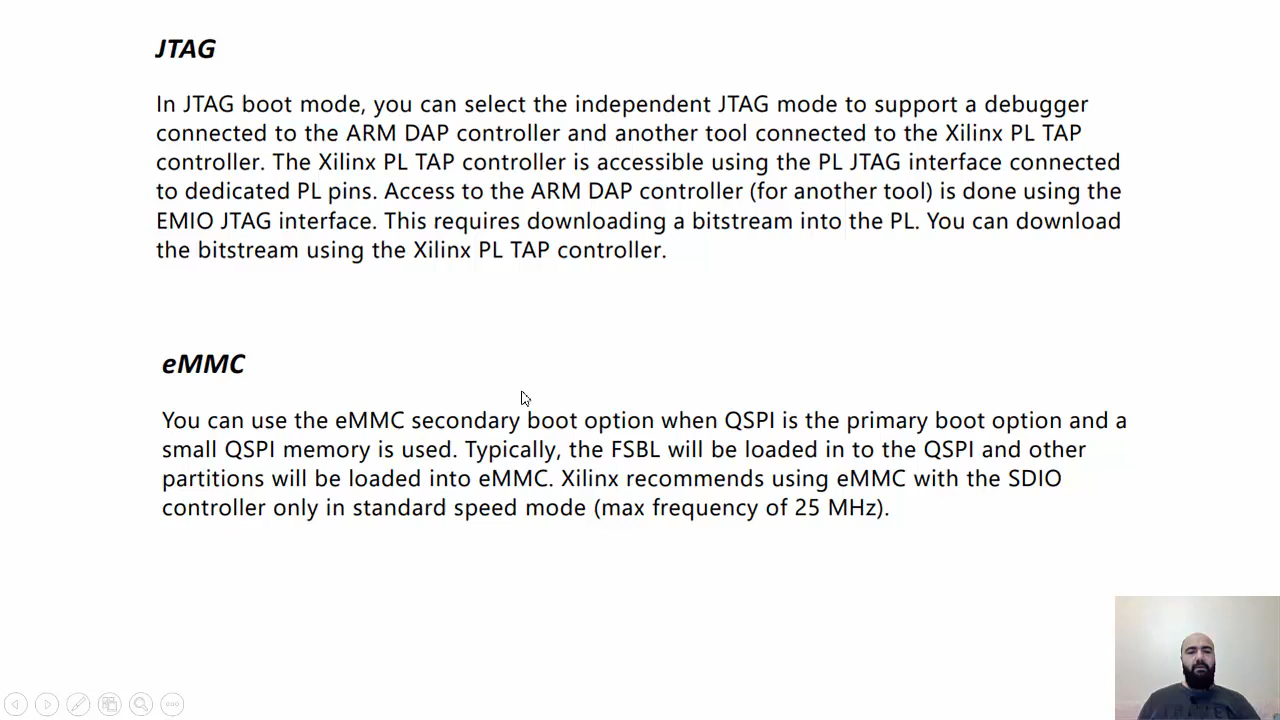 JTAG
In JTAG boot mode, you can select the independent JTAG mode to support a debugger
connected to the ARM DAP controller and another tool connected to the Xilinx PL TAP
controller. The Xilinx PL TAP controller is accessible using the PL JTAG interface connected
to dedicated PL pins. Access to the ARM DAP controller (for another tool) is done using the
EMIO JTAG interface. This requires downloading a bitstream into the PL. You can download
the bitstream using the Xilinx PL TAP controller.
eMMC
You can use the eMMC secondary boot option when QSPI is the primary boot option and a
small QSPI memory is used. Typically, the FSBL will be loaded in to the QSPI and other
partitions will be loaded into eMMC. Xilinx recommends using eMMC with the SDIO
controller only in standard speed mode (max frequency of 25 MHz).